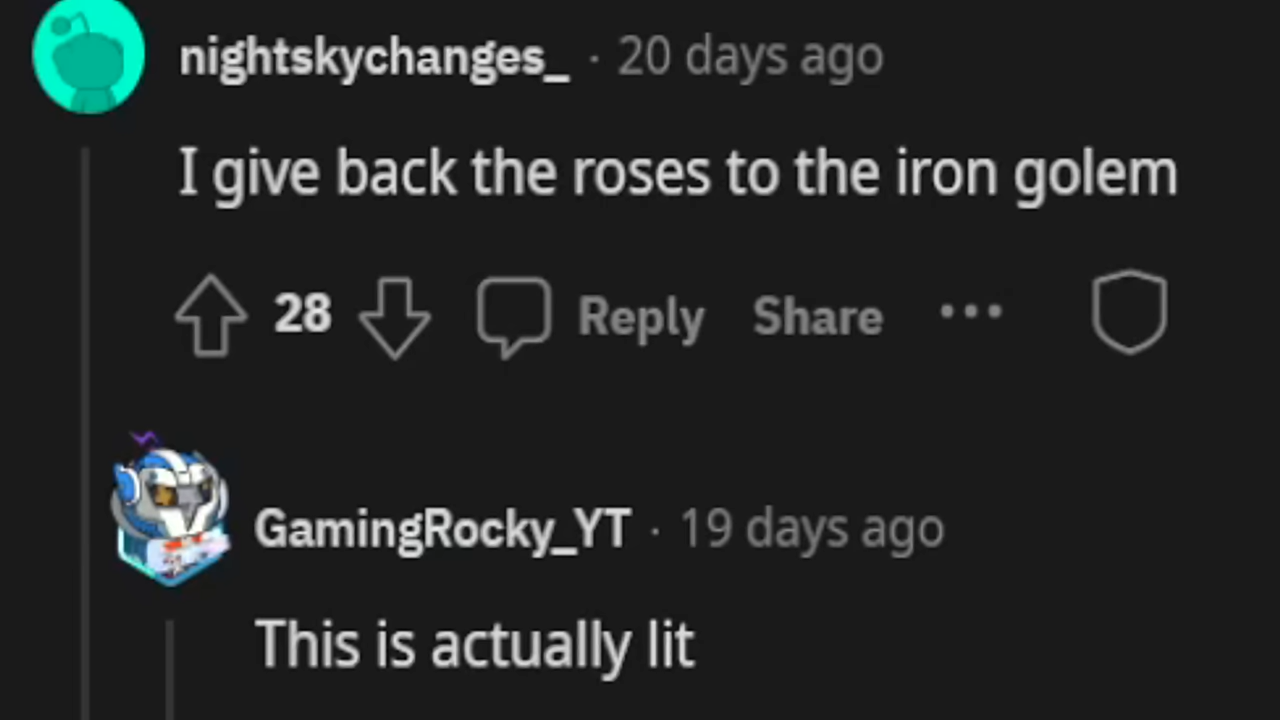 nightskychanges_ · 20 days ago
I give back the roses to the iron golem
28 Reply Share ...
GamingRocky_YT · 19 days ago
This is actually lit